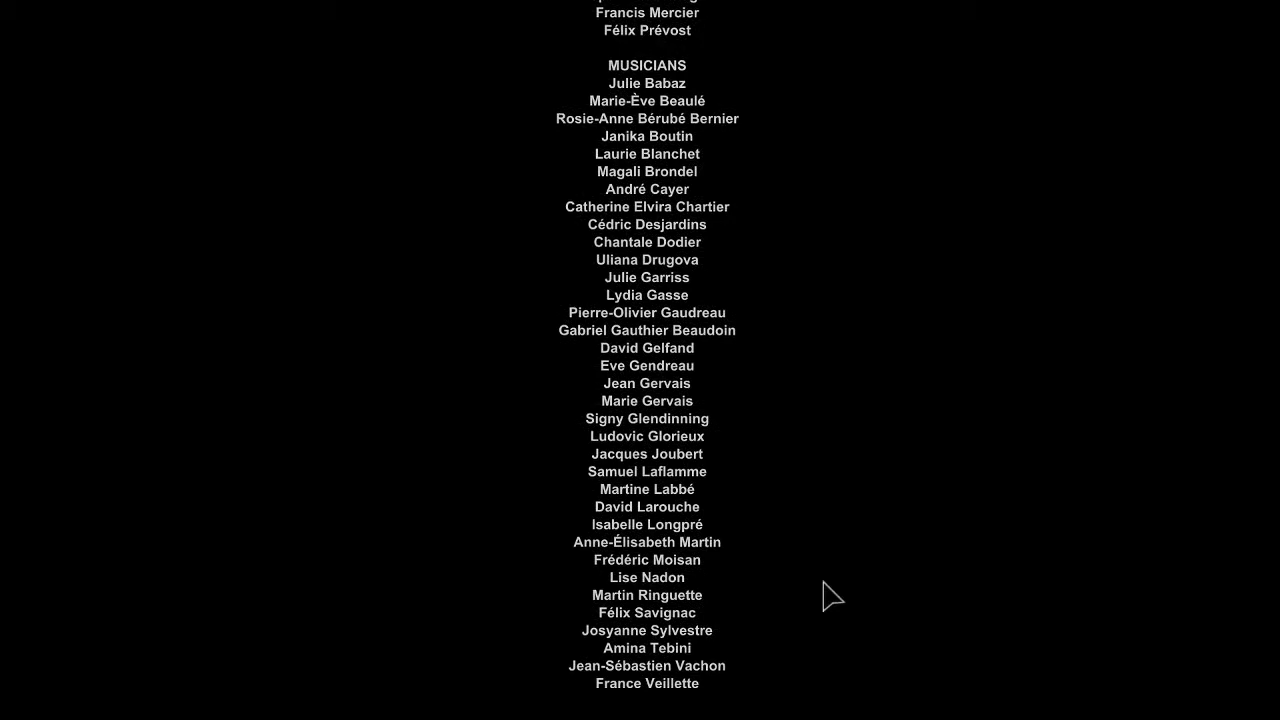 Francis Mercier
Félix Prévost
MUSICIANS
Julie Babaz
Marie-Ève Beaulé
Rosie-Anne Bérubé Bernier
Janika Boutin
Laurie Blanchet
Magali Brondel
André Cayer
Catherine Elvira Chartier
Cédric Desjardins
Chantale Dodier
Uliana Drugova
Julie Garriss
Lydia Gasse
Pierre-Olivier Gaudreau
Gabriel Gauthier Beaudoin
David Gelfand
Eve Gendreau
Jean Gervais
Marie Gervais
Signy Glendinning
Ludovic Glorieux
Jacques Joubert
Samuel Laflamme
Martine Labbé
David Larouche
Isabelle Longpré
Anne-Élisabeth Martin
Frédéric Moisan
Lise Nadon
Martin Ringuette
Félix Savignac
Josyanne Sylvestre
Amina Tebini
Jean-Sébastien Vachon
France Veillette